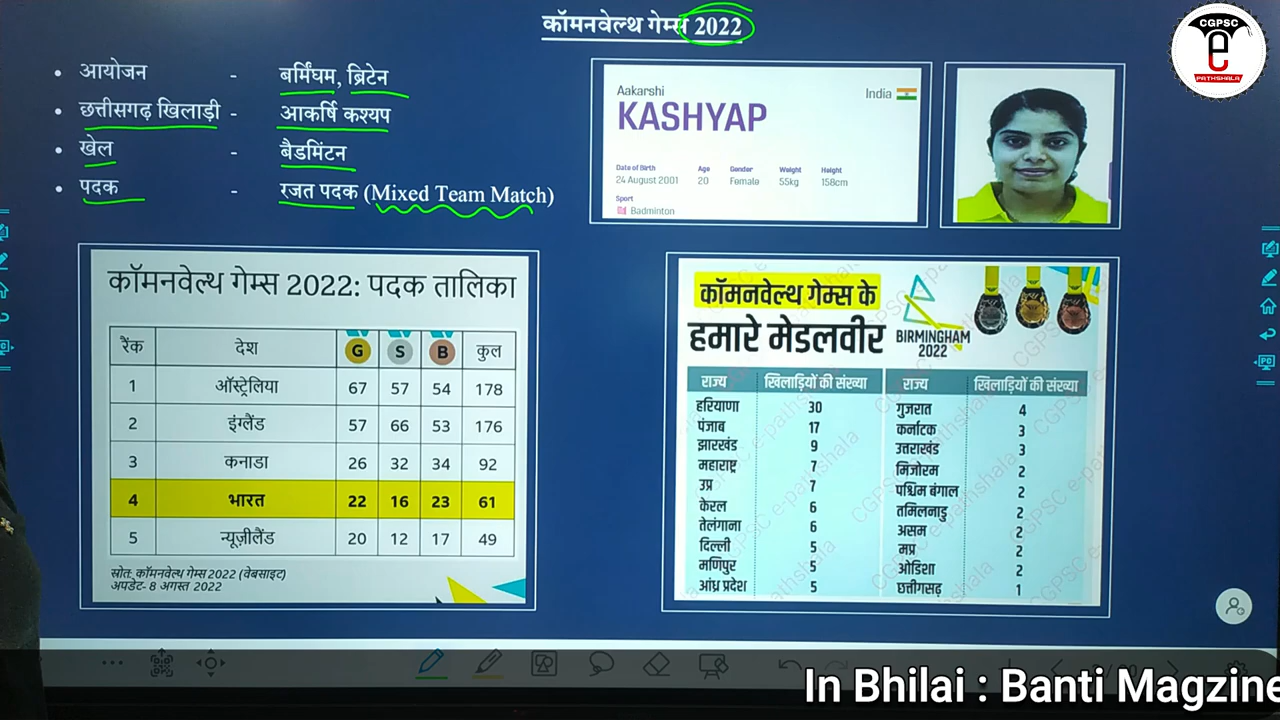 कॉमनवेल्थ गेम्स 2022
CGPSC
e
PATHSHALA
• आयोजन - बर्मिंघम, ब्रिटेन
• छत्तीसगढ़ खिलाड़ी - आकर्षि कश्यप
• खेल - बैडमिंटन
• पदक - रजत पदक (Mixed Team Match)
Aakarshi India
KASHYAP
Date of Birth Age Gender Weight Height
24 August 2001 20 Female 55kg 158cm
Sport
Badminton
कॉमनवेल्थ गेम्स 2022: पदक तालिका
रैंक देश G S B कुल
1 ऑस्ट्रेलिया 67 57 54 178
2 इंग्लैंड 57 66 53 176
3 कनाडा 26 32 34 92
4 भारत 22 16 23 61
5 न्यूज़ीलैंड 20 12 17 49
स्रोत: कॉमनवेल्थ गेम्स 2022 (वेबसाइट)
अपडेट- 8 अगस्त 2022
कॉमनवेल्थ गेम्स के
हमारे मेडलवीर
BIRMINGHAM
2022
राज्य खिलाड़ियों की संख्या राज्य खिलाड़ियों की संख्या
हरियाणा 30 गुजरात 4
पंजाब 17 कर्नाटक 3
झारखंड 9 उत्तराखंड 3
महाराष्ट्र 7 मिजोरम 2
उप्र 7 पश्चिम बंगाल 2
केरल 6 तमिलनाडु 2
तेलंगाना 6 असम 2
दिल्ली 5 मप्र 2
मणिपुर 5 ओडिशा 2
आंध्र प्रदेश 5 छत्तीगसढ़ 1
In Bhilai : Banti Magzine